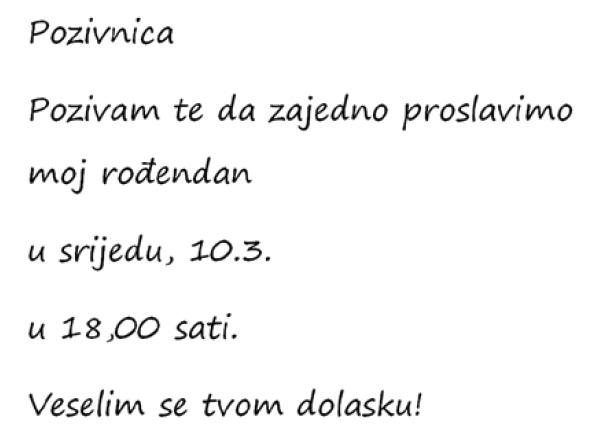 Pozivnica
Pozivam te da zajedno proslavimo
moj rođendan
u srijedu, 10.3.
u 18,00 sati.
Veselim se tvom dolasku!